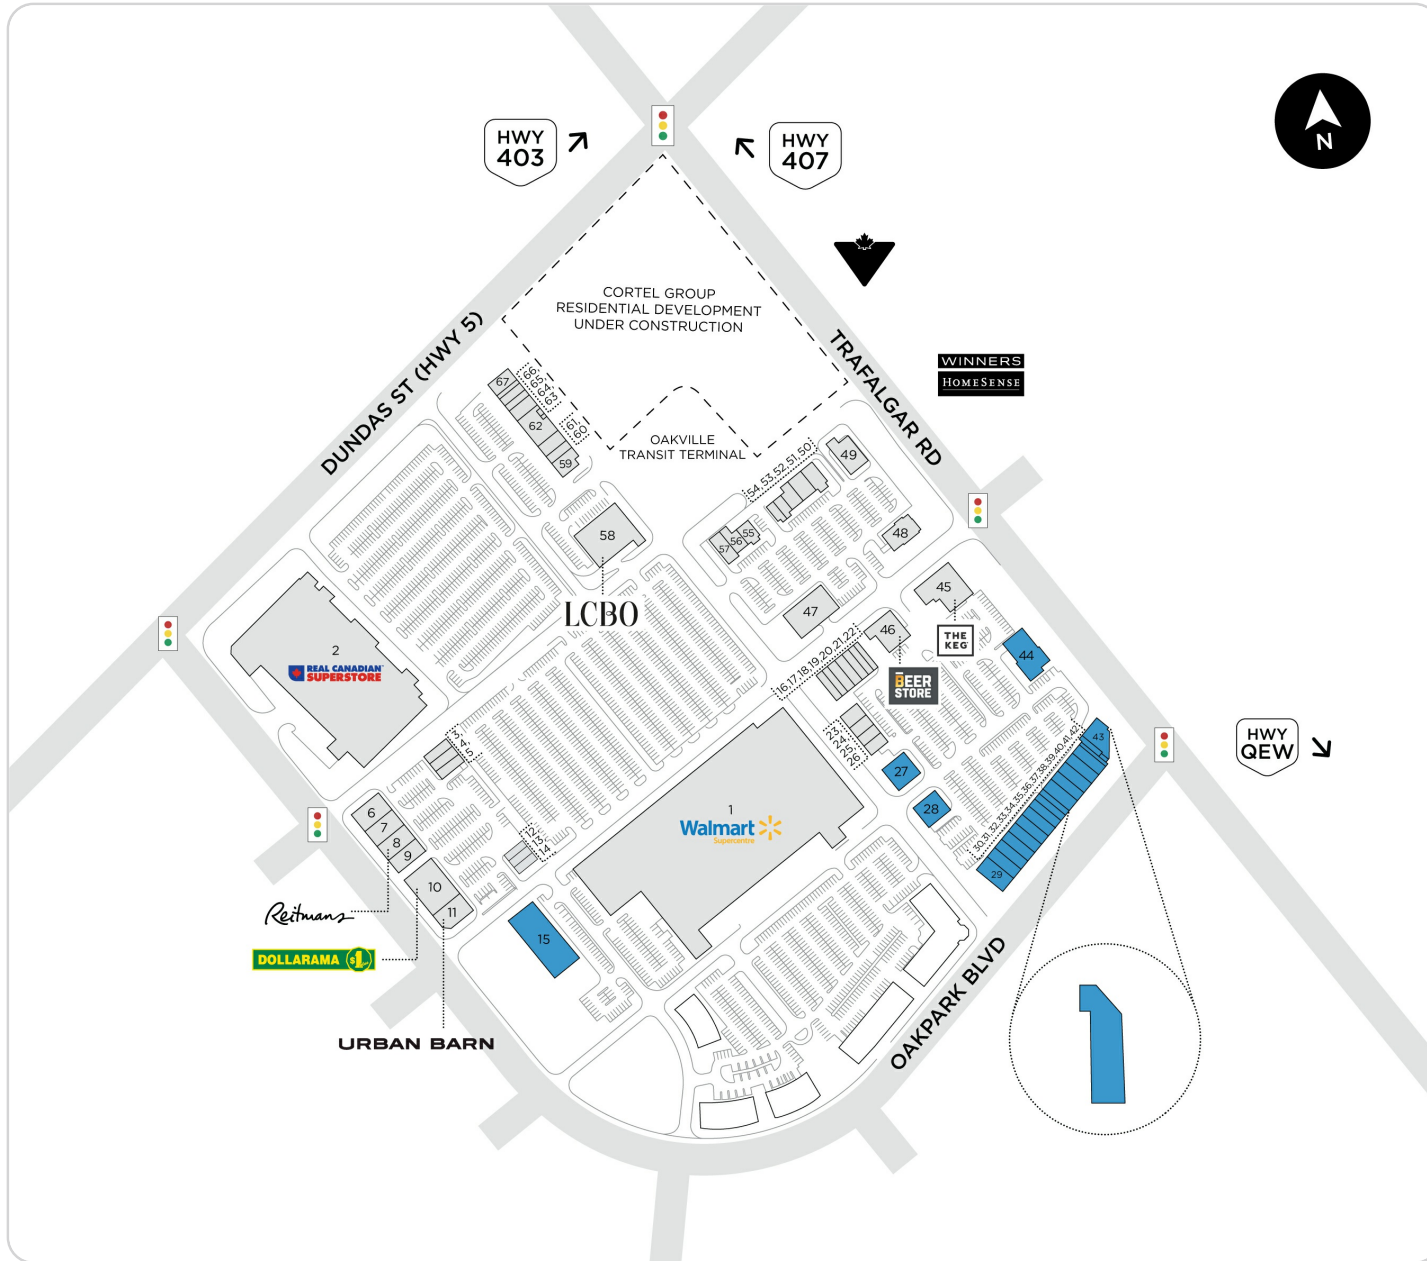 HWY
403
HWY
407
N
CORTEL GROUP
RESIDENTIAL DEVELOPMENT
UNDER CONSTRUCTION
DUNDAS ST (HWY 5)
TRAFALGAR RD
WINNERS
HOMESENSE
67
66
65
64
63
62
61
60
59
OAKVILLE
TRANSIT TERMINAL
54, 53, 52, 51, 50
49
48
55
56
57
58
LCBO
47
45
46
THE
KEG
44
BEER
STORE
16, 17, 18, 19, 20, 21, 22
2
REAL CANADIAN
SUPERSTORE
3,
4,
5
23,
24,
25,
26
27
28
43
30,31,32,33,34,35,36,37,38,39,40,41,42
29
HWY
QEW
1
Walmart
Supercentre
6
7
8
9
10
11
12,
13,
14
15
Reitmans
DOLLARAMA $1
URBAN BARN
OAKPARK BLVD